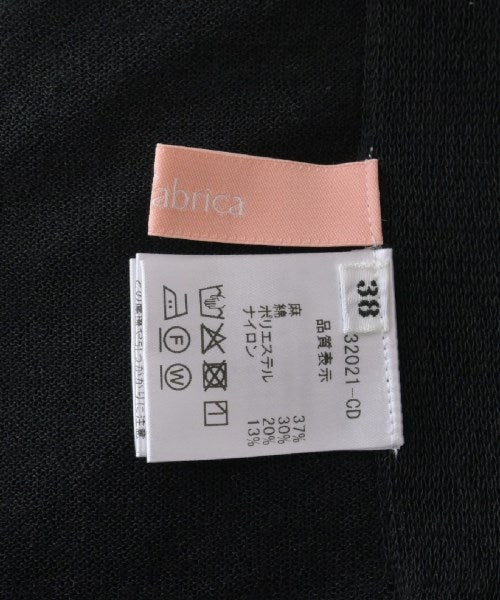 abrica
38
32021-CD
品質表示
麻 37%
綿 30%
ポリエステル 20%
ナイロン 13%